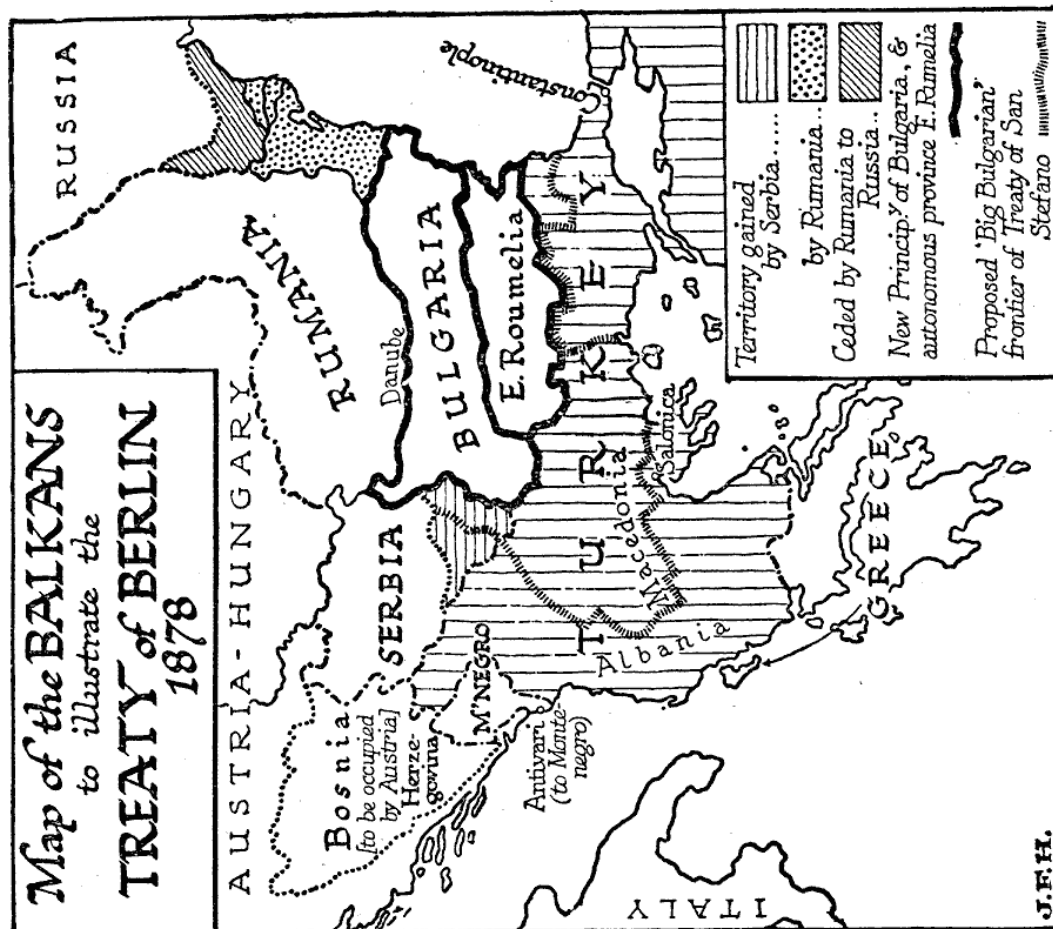 Map of the BALKANS
to illustrate the
TREATY of BERLIN
1878
RUSSIA
AUSTRIA-HUNGARY
RUMANIA
Danube
BULGARIA
E. Roumelia
SERBIA
Bosnia
[to be occupied
by Austria]
Herze-
govina
M'NEGRO
Antivari
(to Monte-
negro)
TURKEY
Macedonia
Albania
Salonica
Constantinople
GREECE
ITALY
Territory gained
by Serbia.....
by Rumania..
Ceded by Rumania to
Russia..
New Principy. of Bulgaria, &
autonomous province E.Rumelia
Proposed 'Big Bulgarian'
frontier of Treaty of San
Stefano
J.F.H.